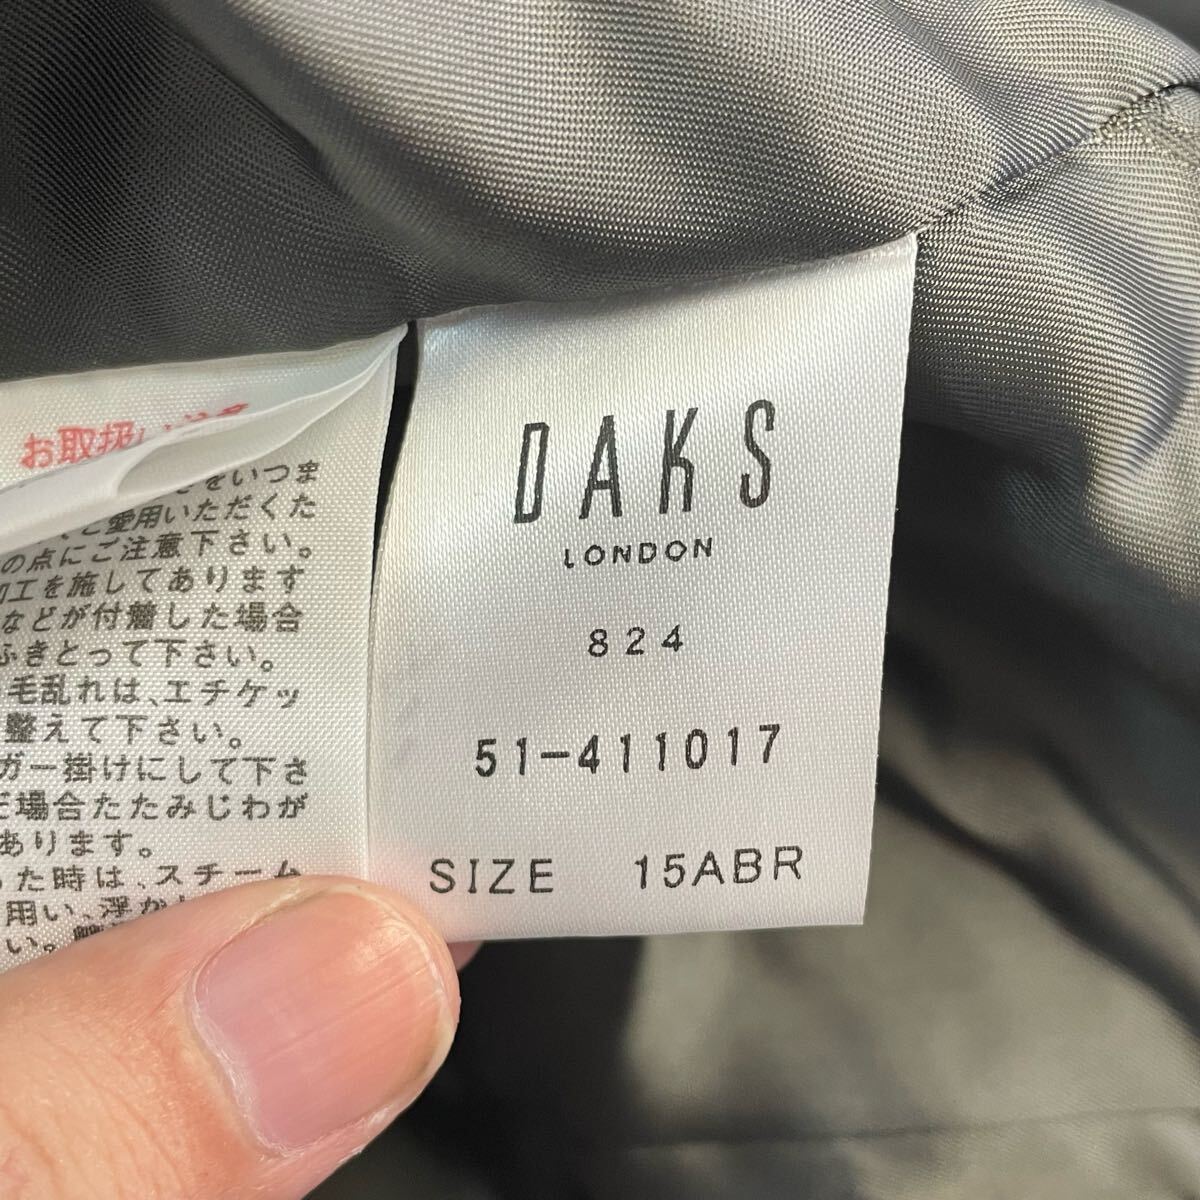 お取扱い注意
をいつま
ご愛用いただくた
の点にご注意下さい。
加工を施してあります
などが付着した場合
ふきとって下さい。
毛乱れは、エチケッ
整えて下さい。
ガー掛けにして下さ
場合たたみじわが
あります。
った時は、スチーム
用い、浮か
い。
DAKS
LONDON
824
51-411017
SIZE 15ABR